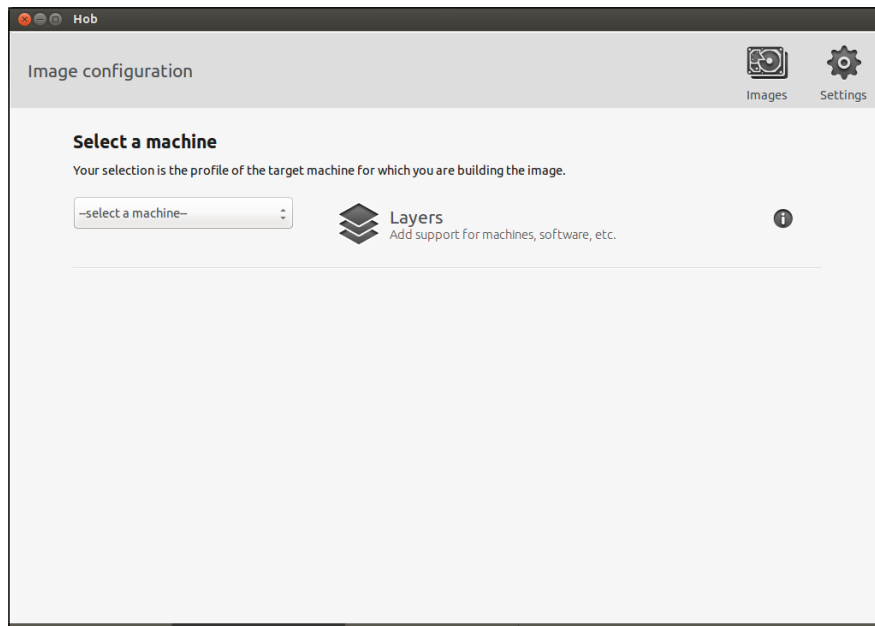 Hob
Image configuration
Images
Settings
Select a machine
Your selection is the profile of the target machine for which you are building the image.
--select a machine--
Layers
Add support for machines, software, etc.